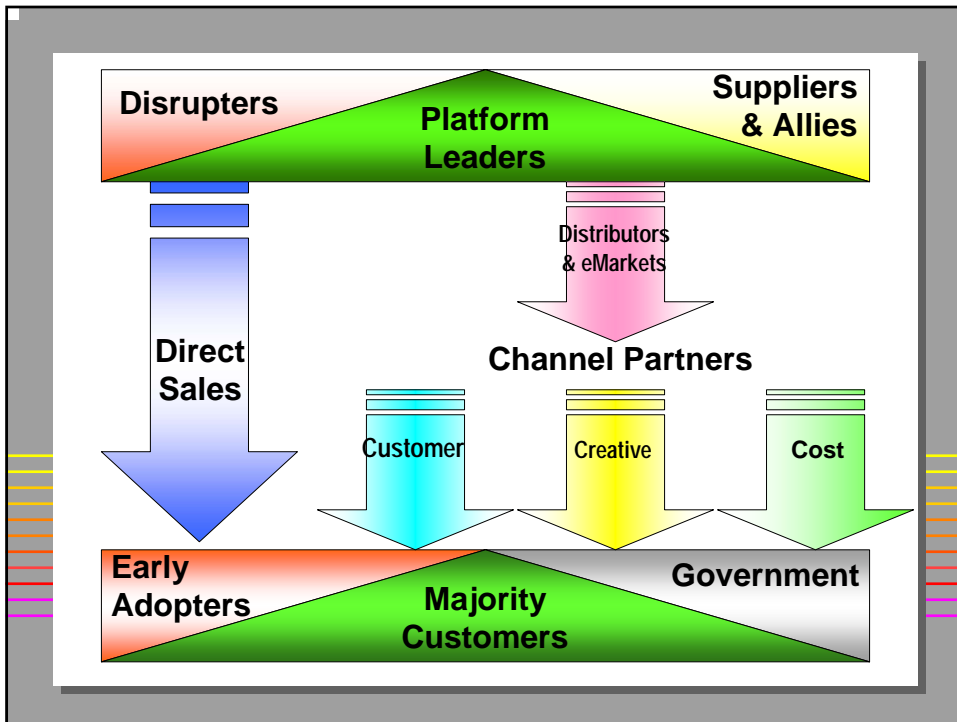 Disrupters
Platform
Leaders
Suppliers
& Allies
Distributors
& eMarkets
Direct
Sales
Channel Partners
Customer
Creative
Cost
Early
Adopters
Majority
Customers
Government